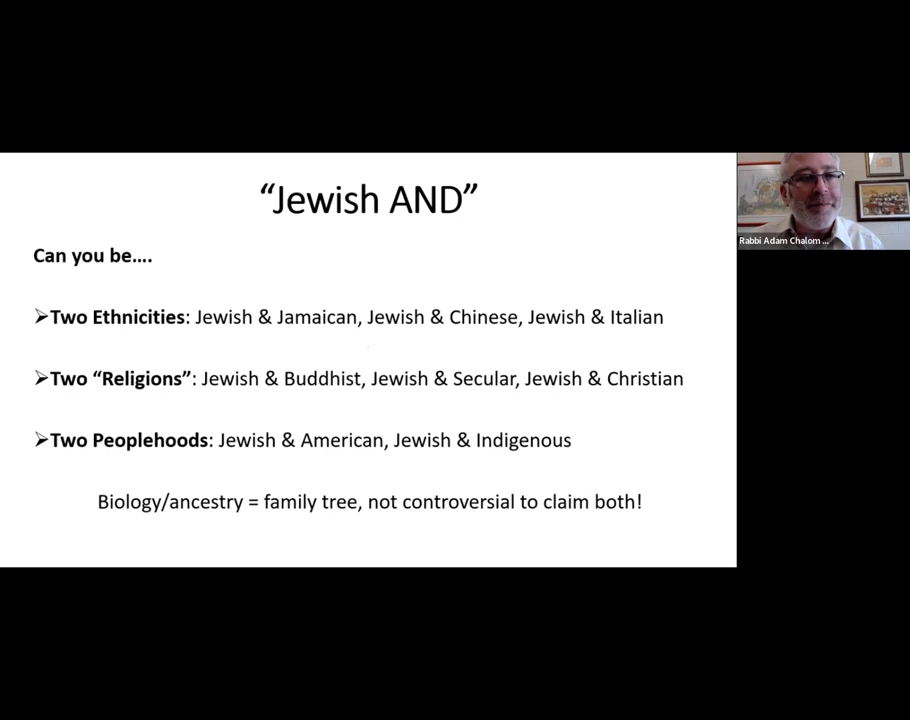 “Jewish AND”
Can you be….
➢Two Ethnicities: Jewish & Jamaican, Jewish & Chinese, Jewish & Italian
➢Two “Religions”: Jewish & Buddhist, Jewish & Secular, Jewish & Christian
➢Two Peoplehoods: Jewish & American, Jewish & Indigenous
Biology/ancestry = family tree, not controversial to claim both!
Rabbi Adam Chalom ...